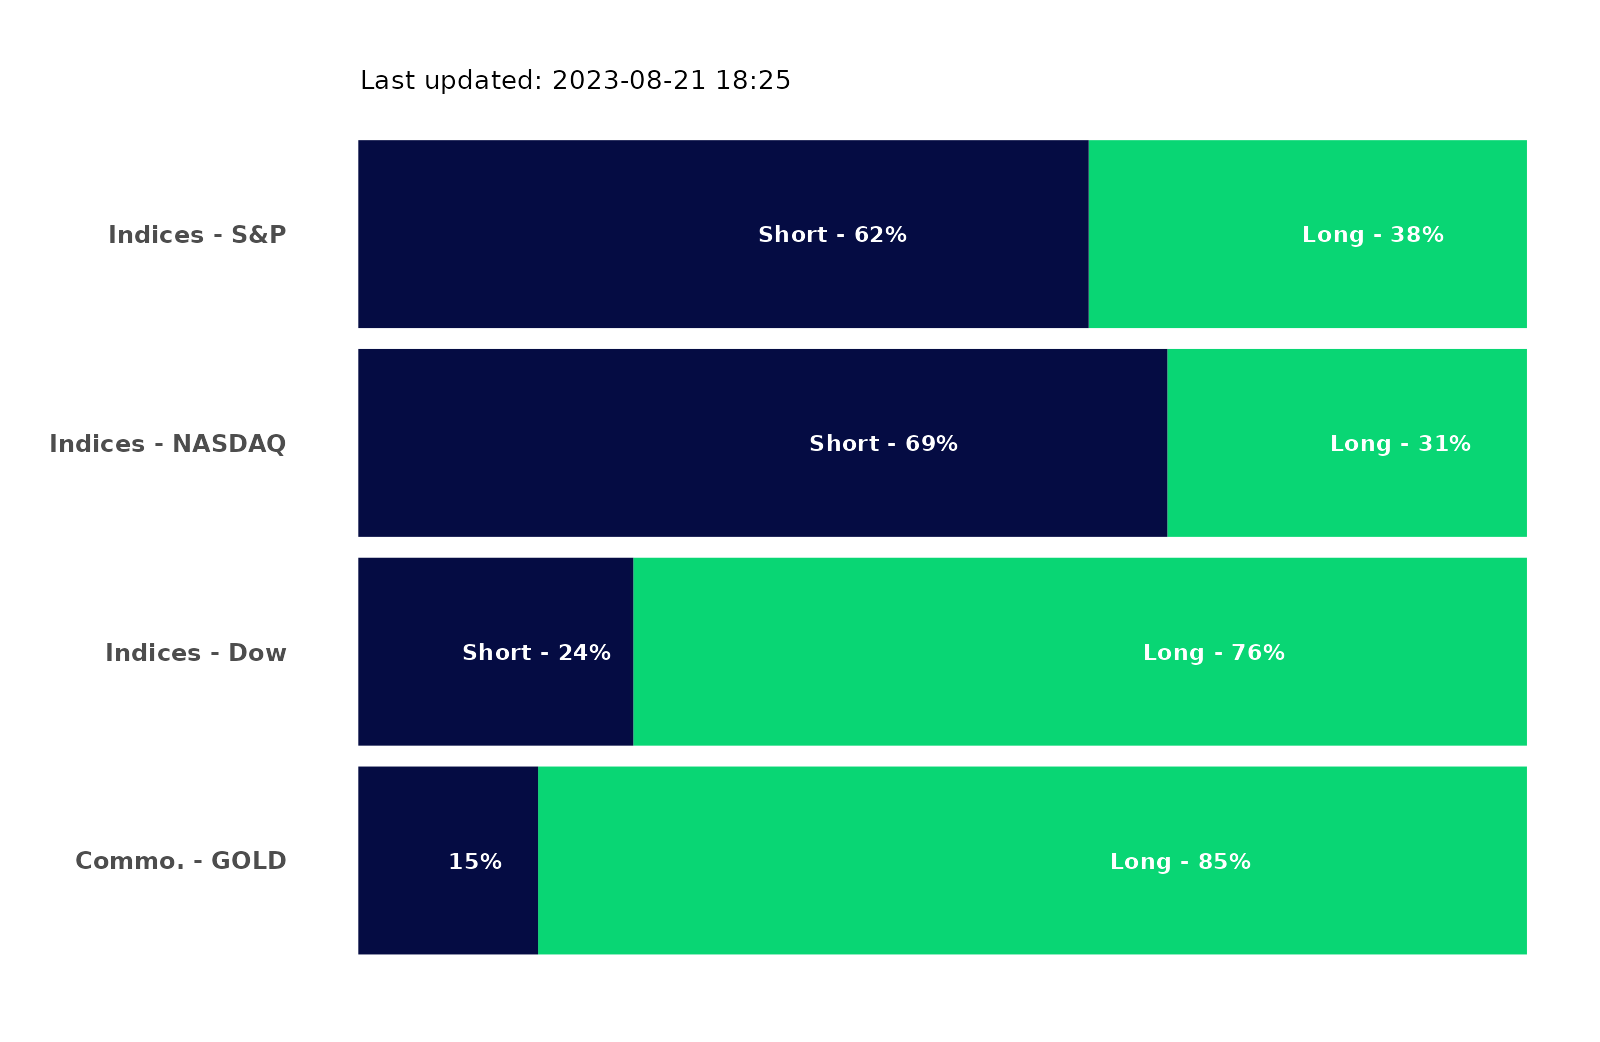 Last updated: 2023-08-21 18:25
Indices - S&P
Short - 62%
Long - 38%
Indices - NASDAQ
Short - 69%
Long - 31%
Indices - Dow
Short - 24%
Long - 76%
Commo. - GOLD
15%
Long - 85%